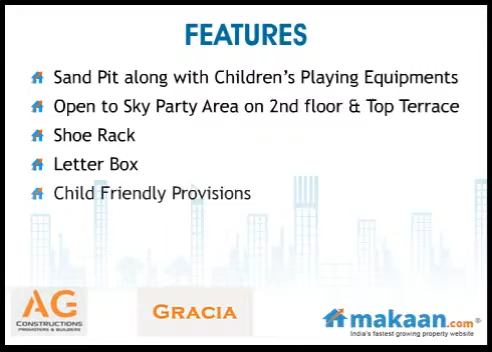 FEATURES
Sand Pit along with Children's Playing Equipments
Open to Sky Party Area on 2nd floor & Top Terrace
Shoe Rack
Letter Box
Child Friendly Provisions
AG
CONSTRUCTIONS
PROMOTERS & BUILDERS
GRACIA
makaan.com®
India's fastest growing property website